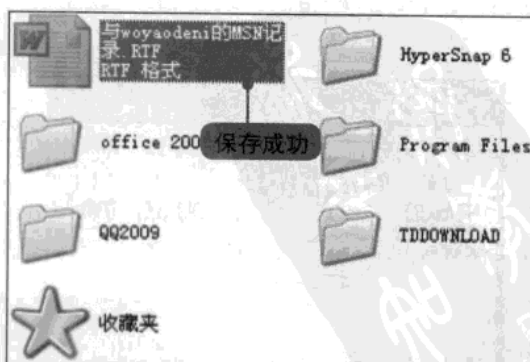 与woyaodeni的MSN记
录.RTF
RTF 格式
HyperSnap 6
office 200
保存成功
Program Files
QQ2009
TDDOWNLOAD
收藏夹